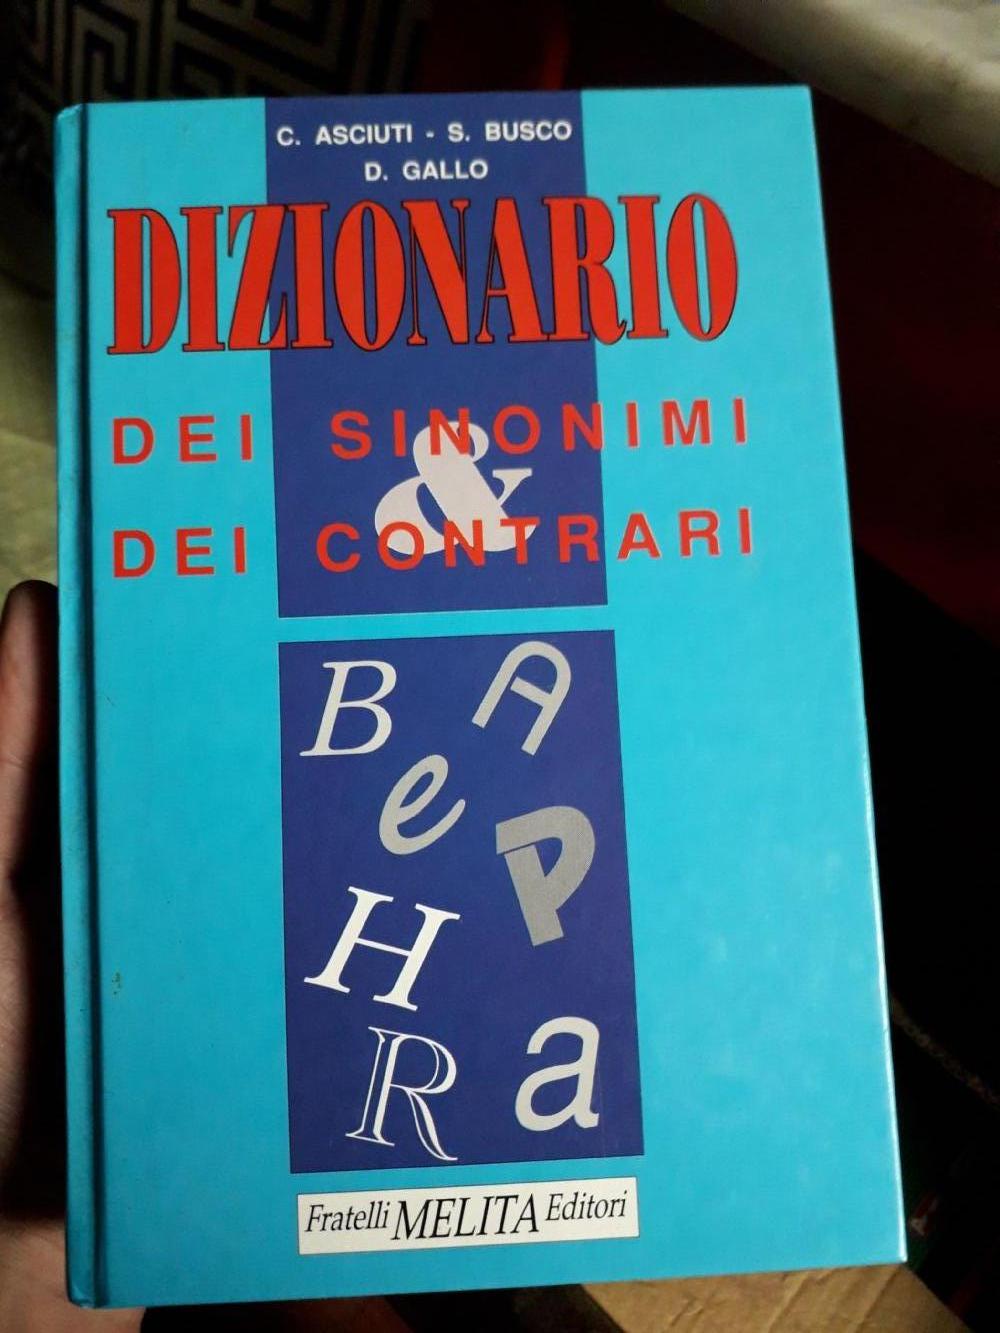 C. ASCIUTI - S. BUSCO
D. GALLO
DIZIONARIO
DEI SINONIMI
&
DEI CONTRARI
B A
e P
H
R a
Fratelli MELITA Editori